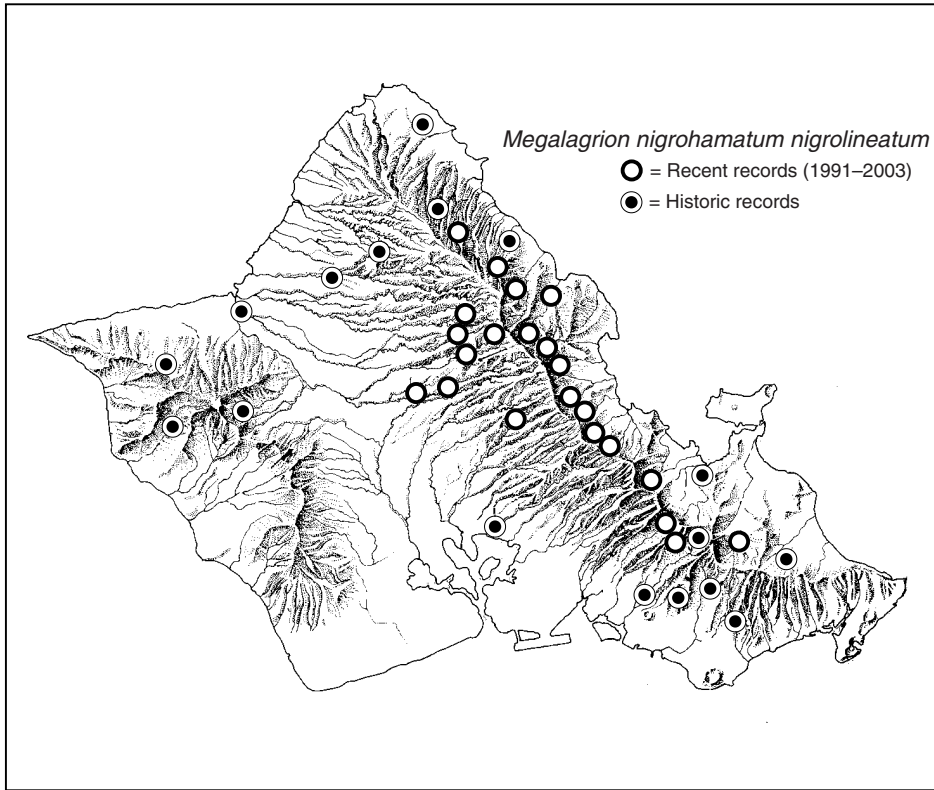 Megalagrion nigrohamatum nigrolineatum
= Recent records (1991–2003)
= Historic records